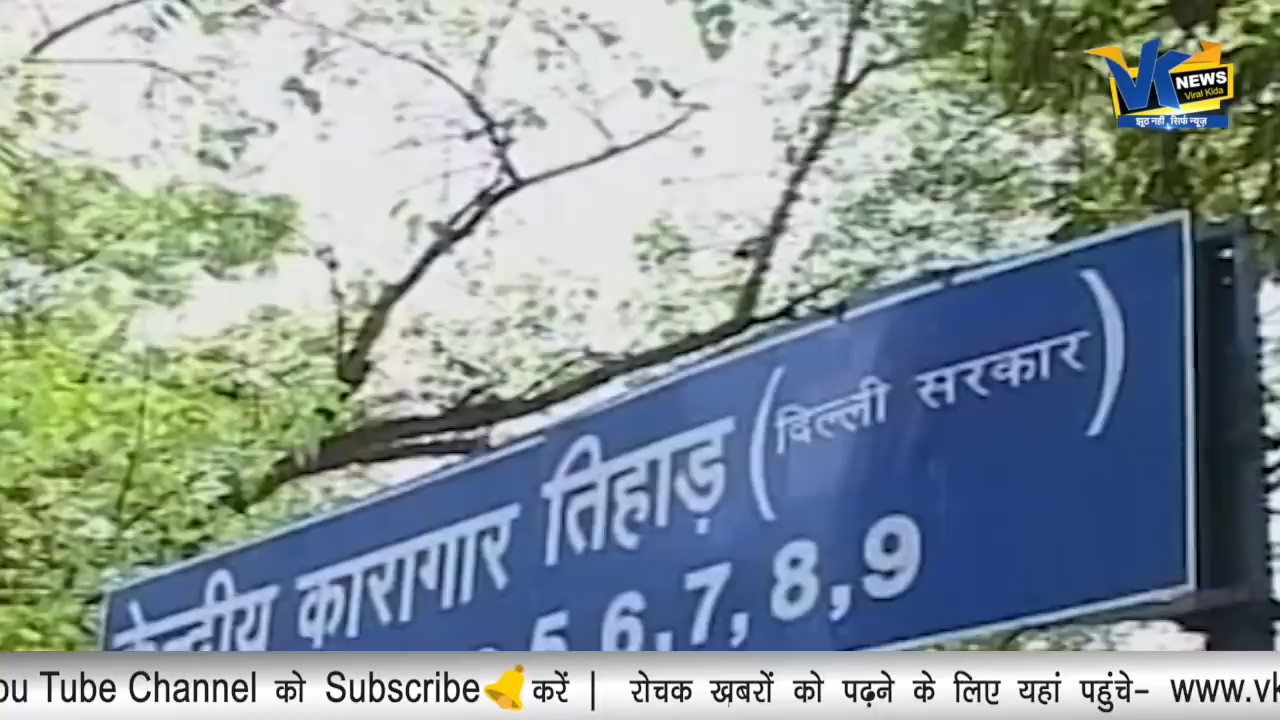 VK NEWS
Viral Kida
झूठ नहीं, सिर्फ न्यूज़
केन्द्रीय कारागार तिहाड़ (दिल्ली सरकार)
5,6,7,8,9
ou Tube Channel को Subscribe करें | रोचक ख़बरों को पढ़ने के लिए यहां पहुंचे– www.vk